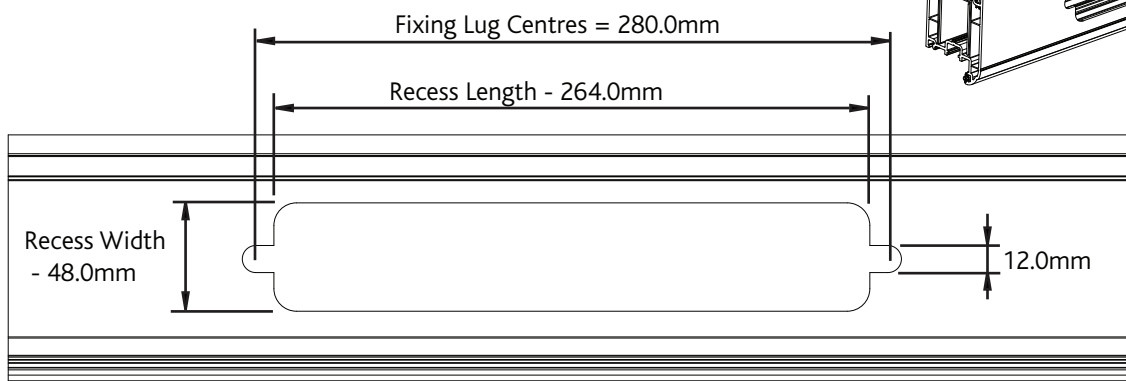 Fixing Lug Centres = 280.0mm
Recess Length - 264.0mm
Recess Width
- 48.0mm
12.0mm